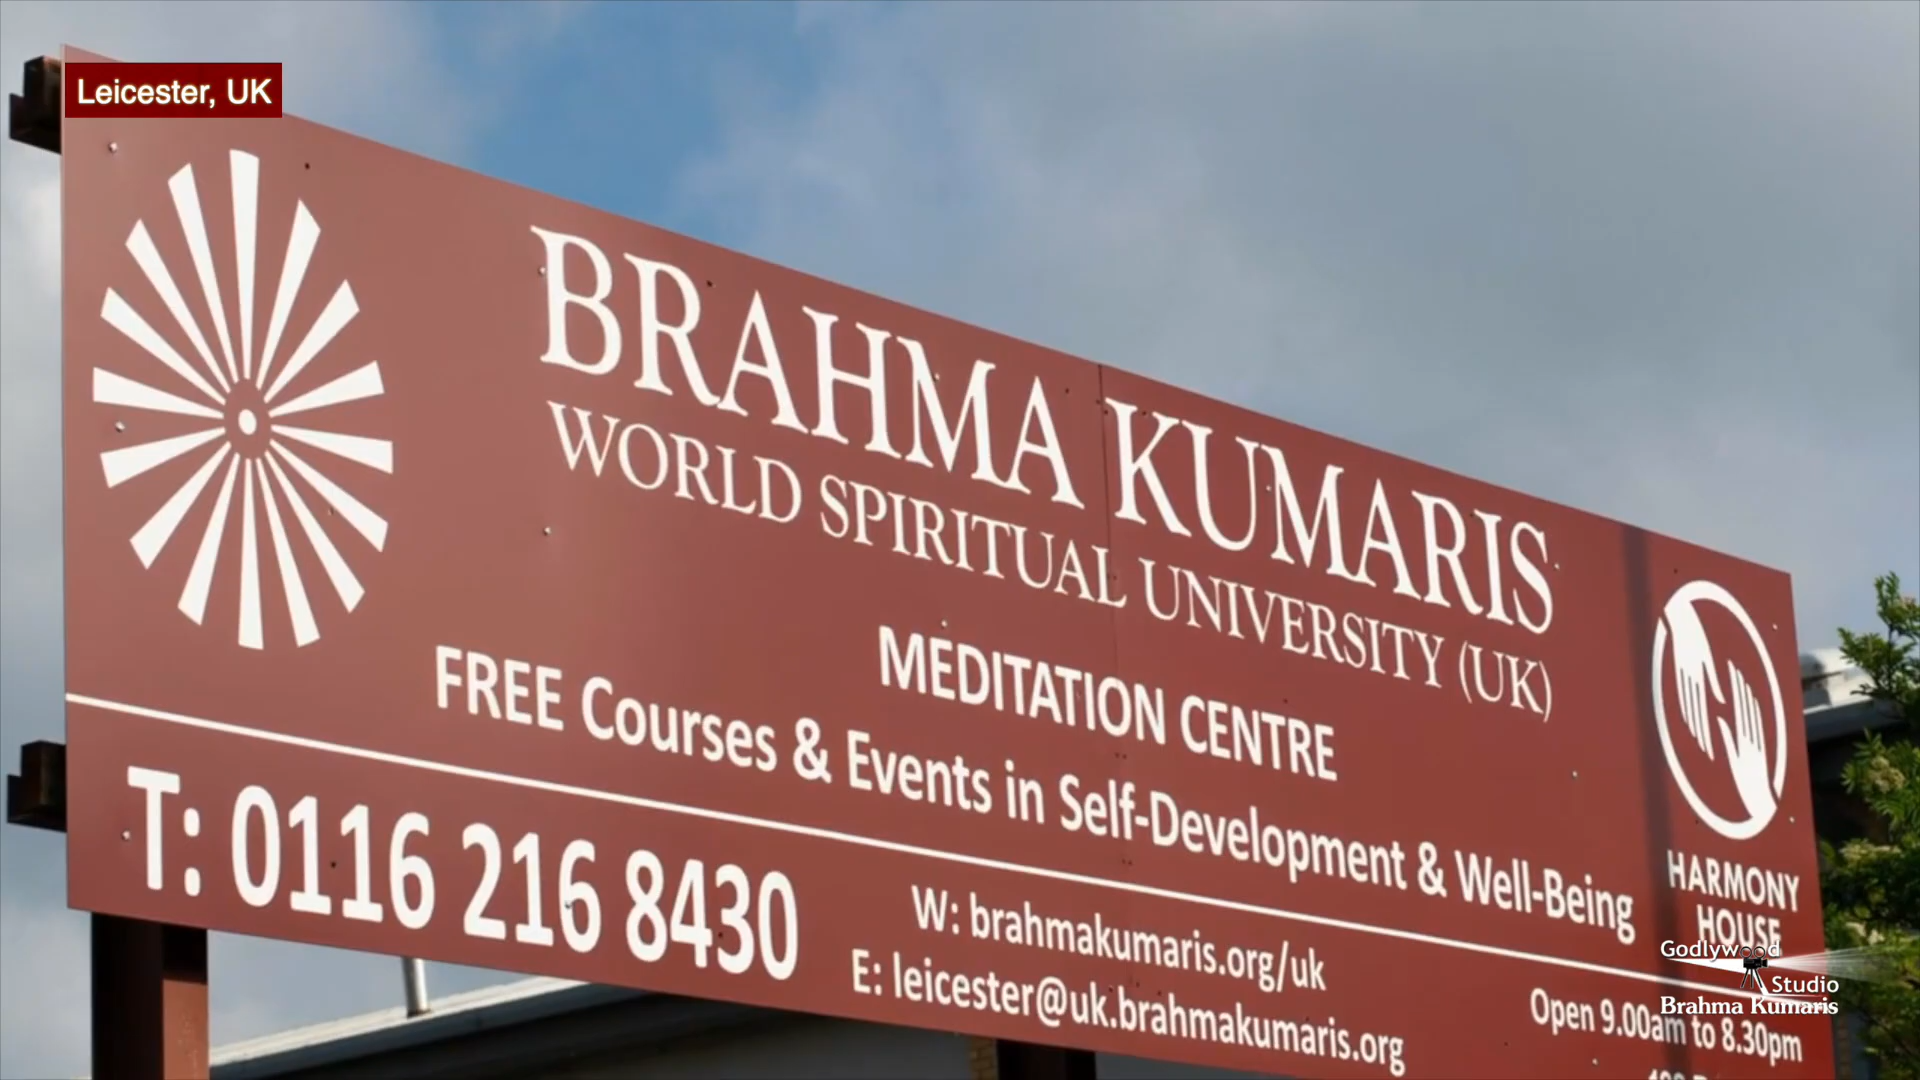 Leicester, UK
BRAHMA KUMARIS
WORLD SPIRITUAL UNIVERSITY (UK)
MEDITATION CENTRE
FREE Courses & Events in Self-Development & Well-Being
HARMONY
HOUSE
T: 0116 216 8430
W: brahmakumaris.org/uk
E: leicester@uk.brahmakumaris.org
Open 9.00am to 8.30pm
Godlywood
Studio
Brahma Kumaris